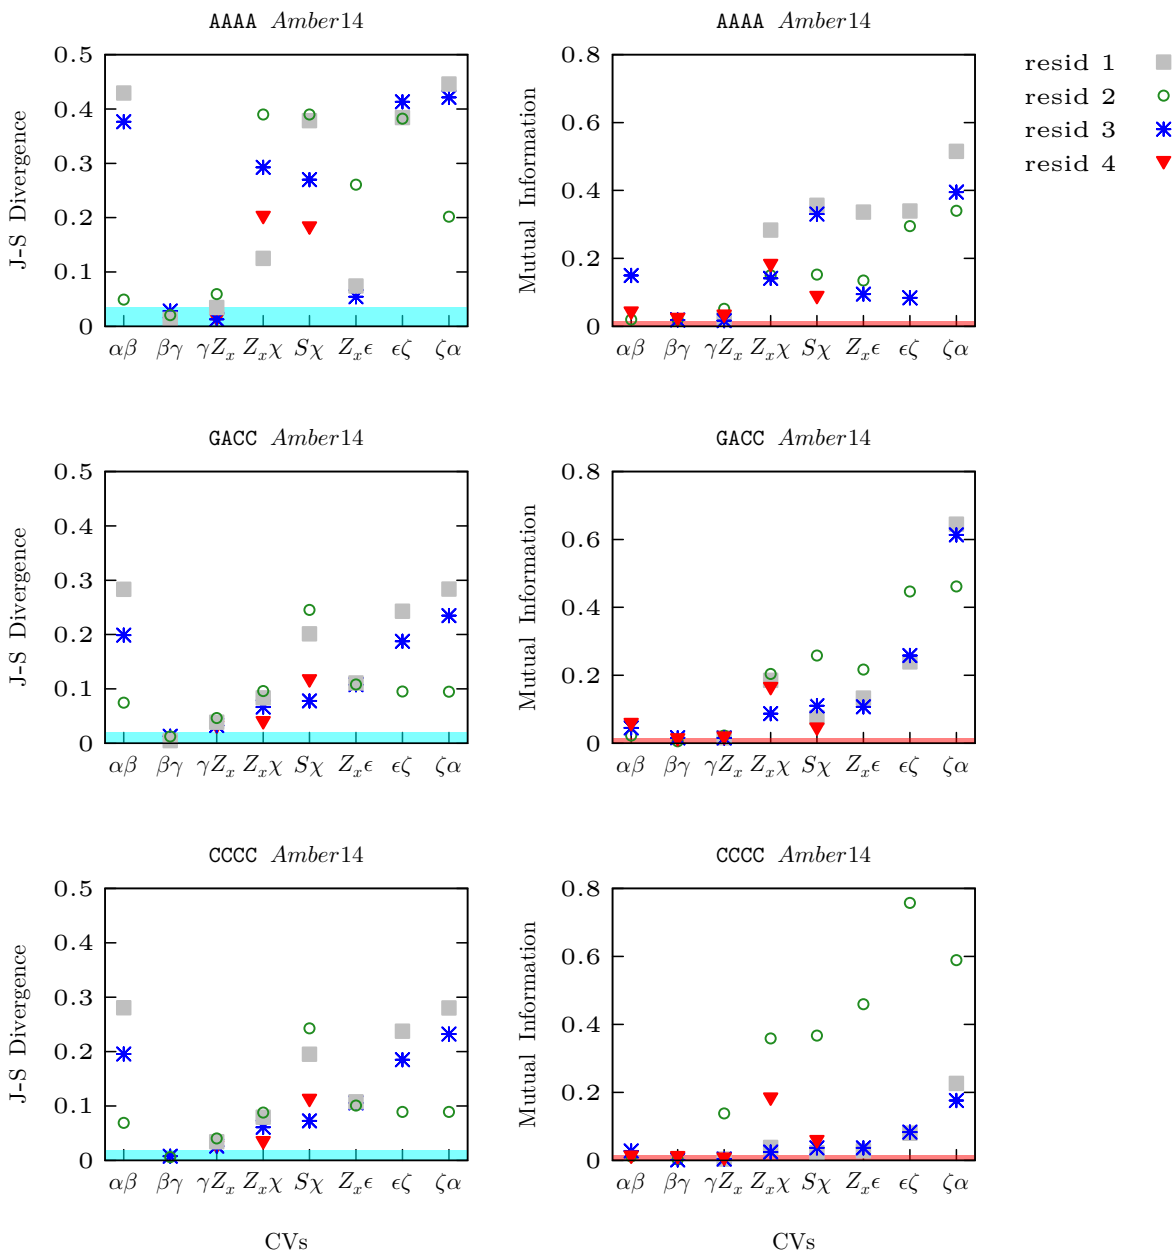 AAAA Amber14
J-S Divergence
0.5
0.4
0.3
0.2
0.1
0
αβ βγ γZₓ Zₓχ Sχ Zₓϵ ϵζ ζα
AAAA Amber14
Mutual Information
0.8
0.6
0.4
0.2
0
αβ βγ γZₓ Zₓχ Sχ Zₓϵ ϵζ ζα
resid 1
resid 2
resid 3
resid 4
GACC Amber14
J-S Divergence
0.5
0.4
0.3
0.2
0.1
0
αβ βγ γZₓ Zₓχ Sχ Zₓϵ ϵζ ζα
GACC Amber14
Mutual Information
0.8
0.6
0.4
0.2
0
αβ βγ γZₓ Zₓχ Sχ Zₓϵ ϵζ ζα
CCCC Amber14
J-S Divergence
0.5
0.4
0.3
0.2
0.1
0
αβ βγ γZₓ Zₓχ Sχ Zₓϵ ϵζ ζα
CVs
CCCC Amber14
Mutual Information
0.8
0.6
0.4
0.2
0
αβ βγ γZₓ Zₓχ Sχ Zₓϵ ϵζ ζα
CVs